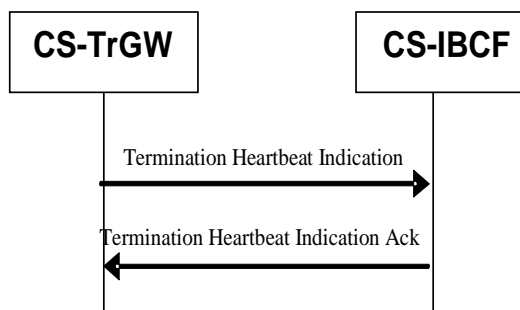 CS-TrGW
CS-IBCF
Termination Heartbeat Indication
Termination Heartbeat Indication Ack